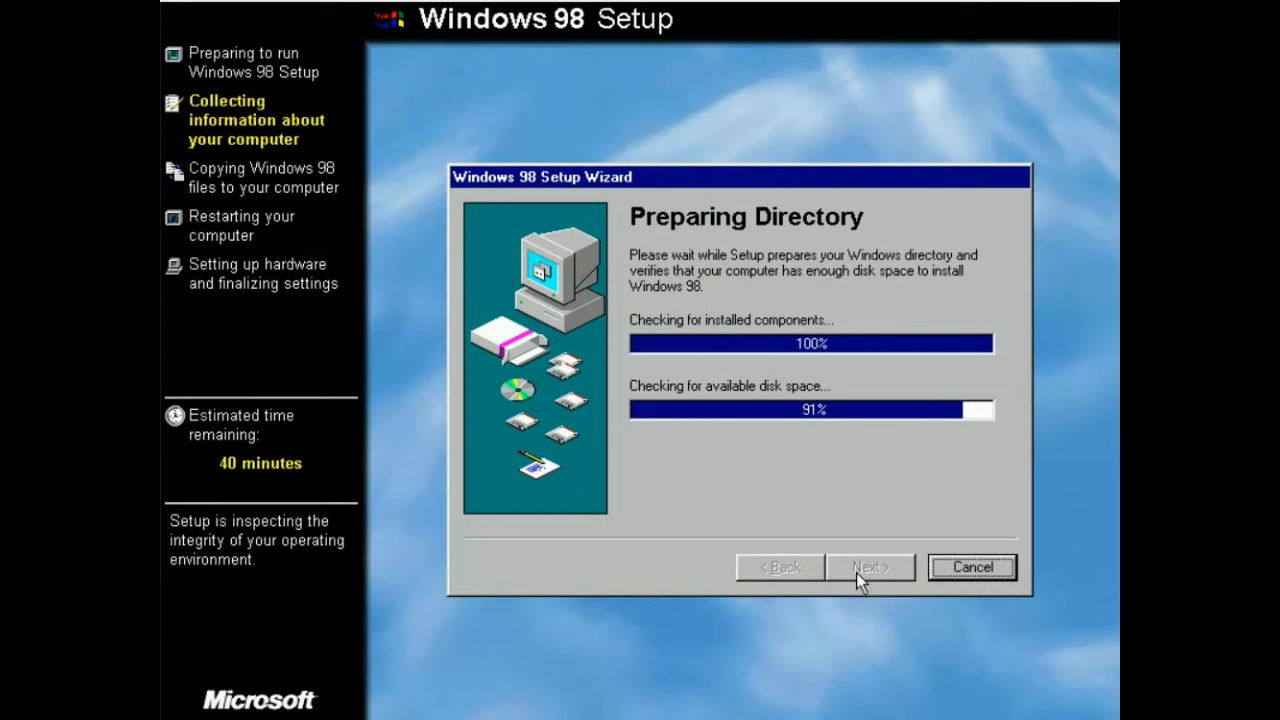 Windows 98 Setup
Preparing to run
Windows 98 Setup
Collecting
information about
your computer
Copying Windows 98
files to your computer
Restarting your
computer
Setting up hardware
and finalizing settings
Estimated time
remaining:
40 minutes
Setup is inspecting the
integrity of your operating
environment.
Microsoft
Windows 98 Setup Wizard
Preparing Directory
Please wait while Setup prepares your Windows directory and
verifies that your computer has enough disk space to install
Windows 98.
Checking for installed components...
100%
Checking for available disk space...
91%
< Back Next > Cancel